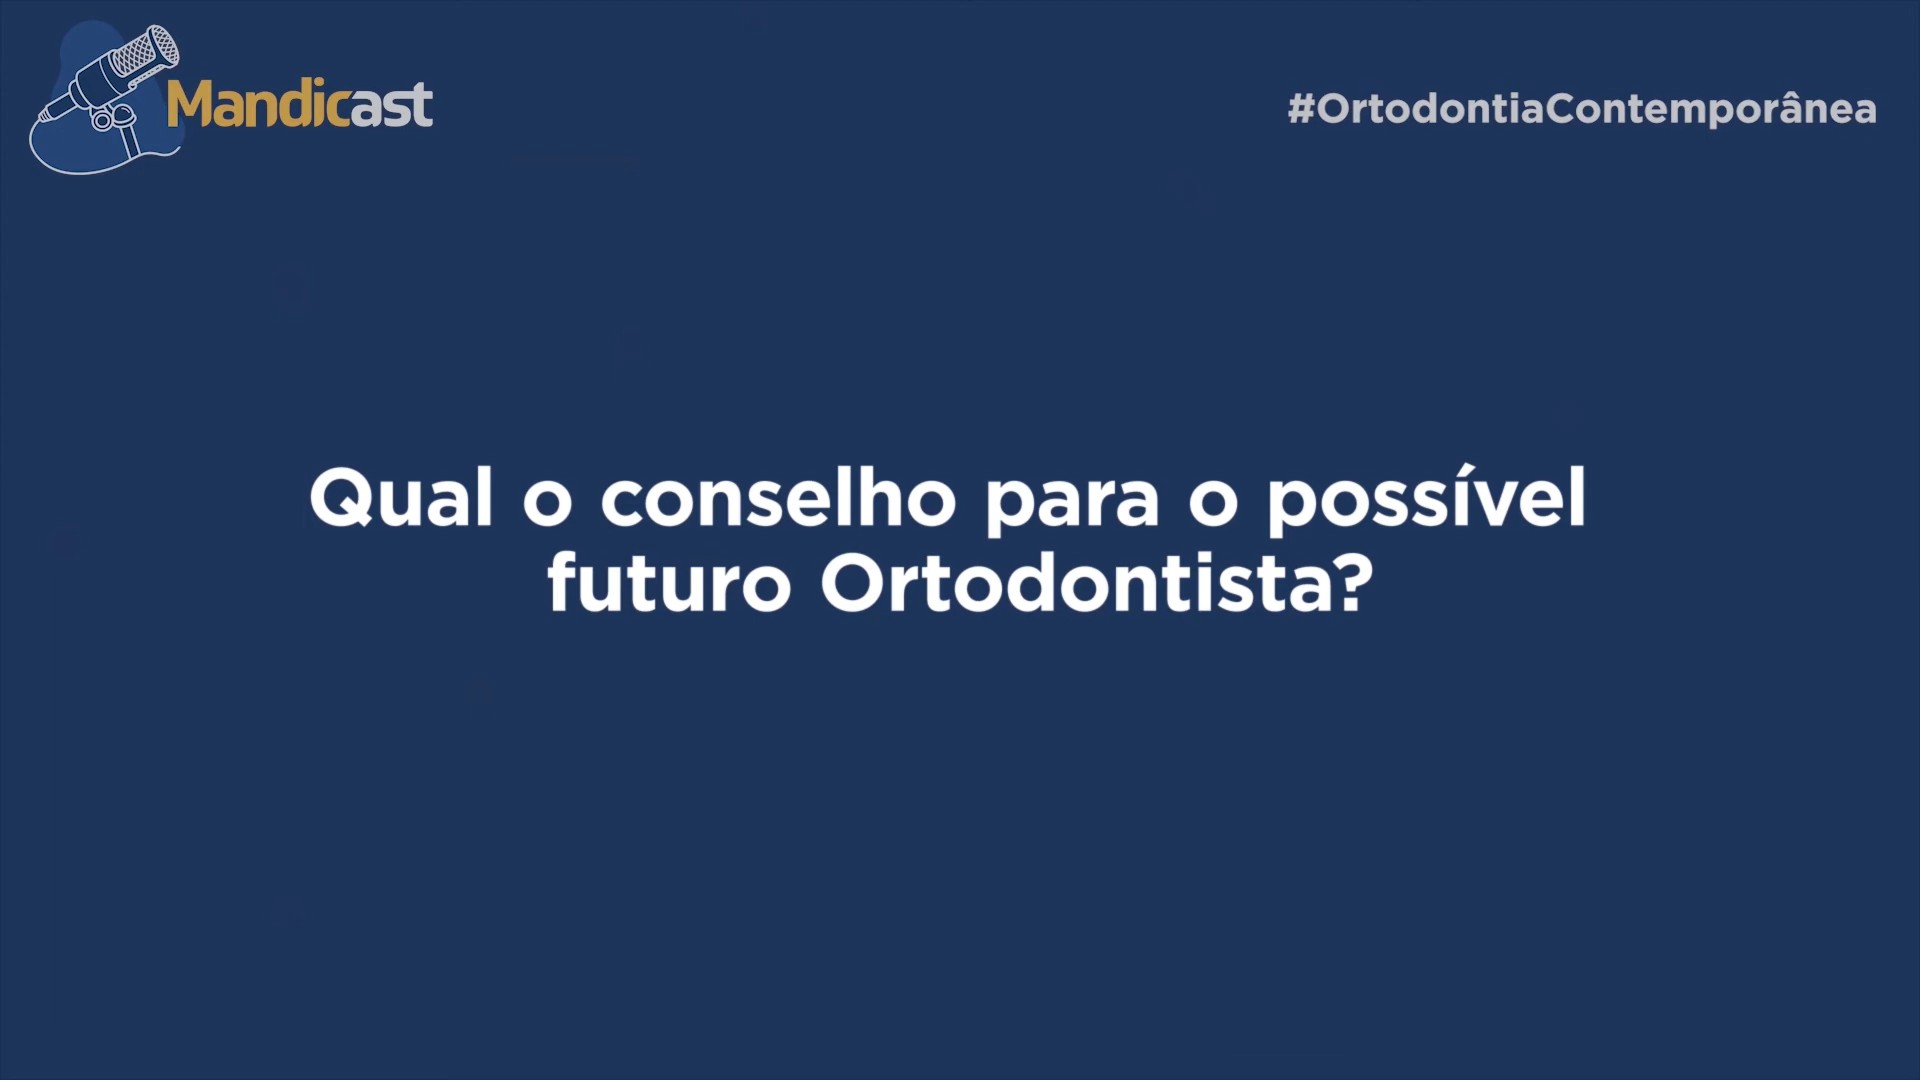 Mandicast
#OrtodontiaContemporânea
Qual o conselho para o possível
futuro Ortodontista?